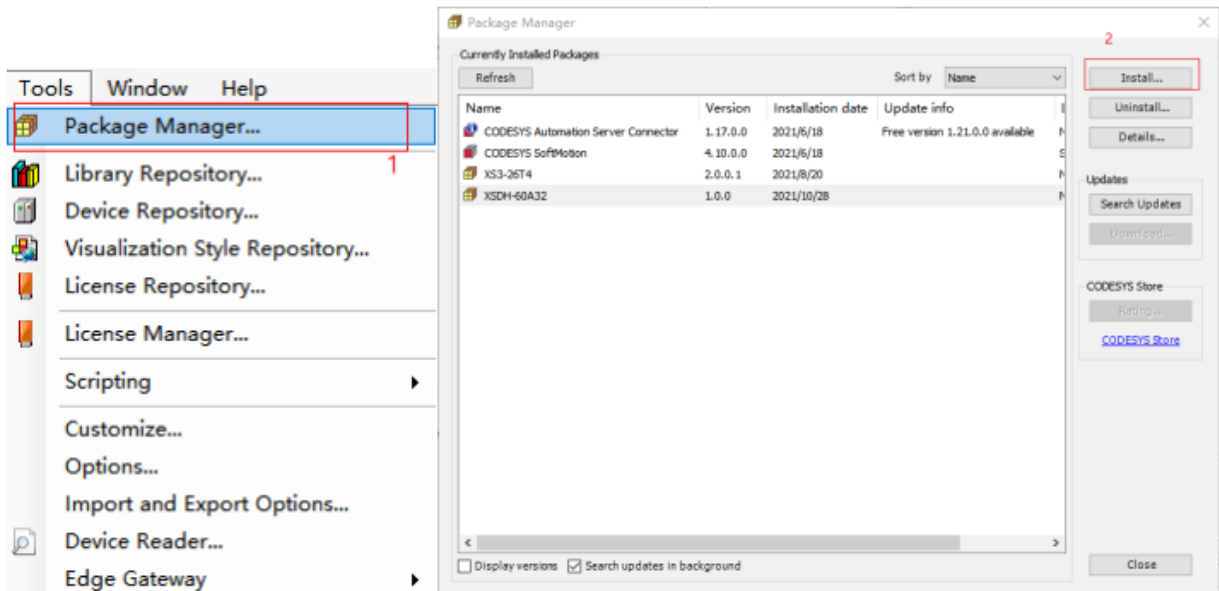 Tools Window Help
Package Manager...
1
Library Repository...
Device Repository...
Visualization Style Repository...
License Repository...
License Manager...
Scripting
Customize...
Options...
Import and Export Options...
Device Reader...
Edge Gateway
Package Manager
2
Currently Installed Packages
Refresh
Sort by Name
Install...
Name Version Installation date Update info
Uninstall...
CODESYS Automation Server Connector 1.17.0.0 2021/6/18 Free version 1.21.0.0 available
Details...
CODESYS SoftMotion 4.10.0.0 2021/6/18
XS3-26T4 2.0.0.1 2021/8/20
XSDH-60A32 1.0.0 2021/10/28
Updates
Search Updates
Download...
CODESYS Store
Rating...
CODESYS Store
Display versions Search updates in background
Close